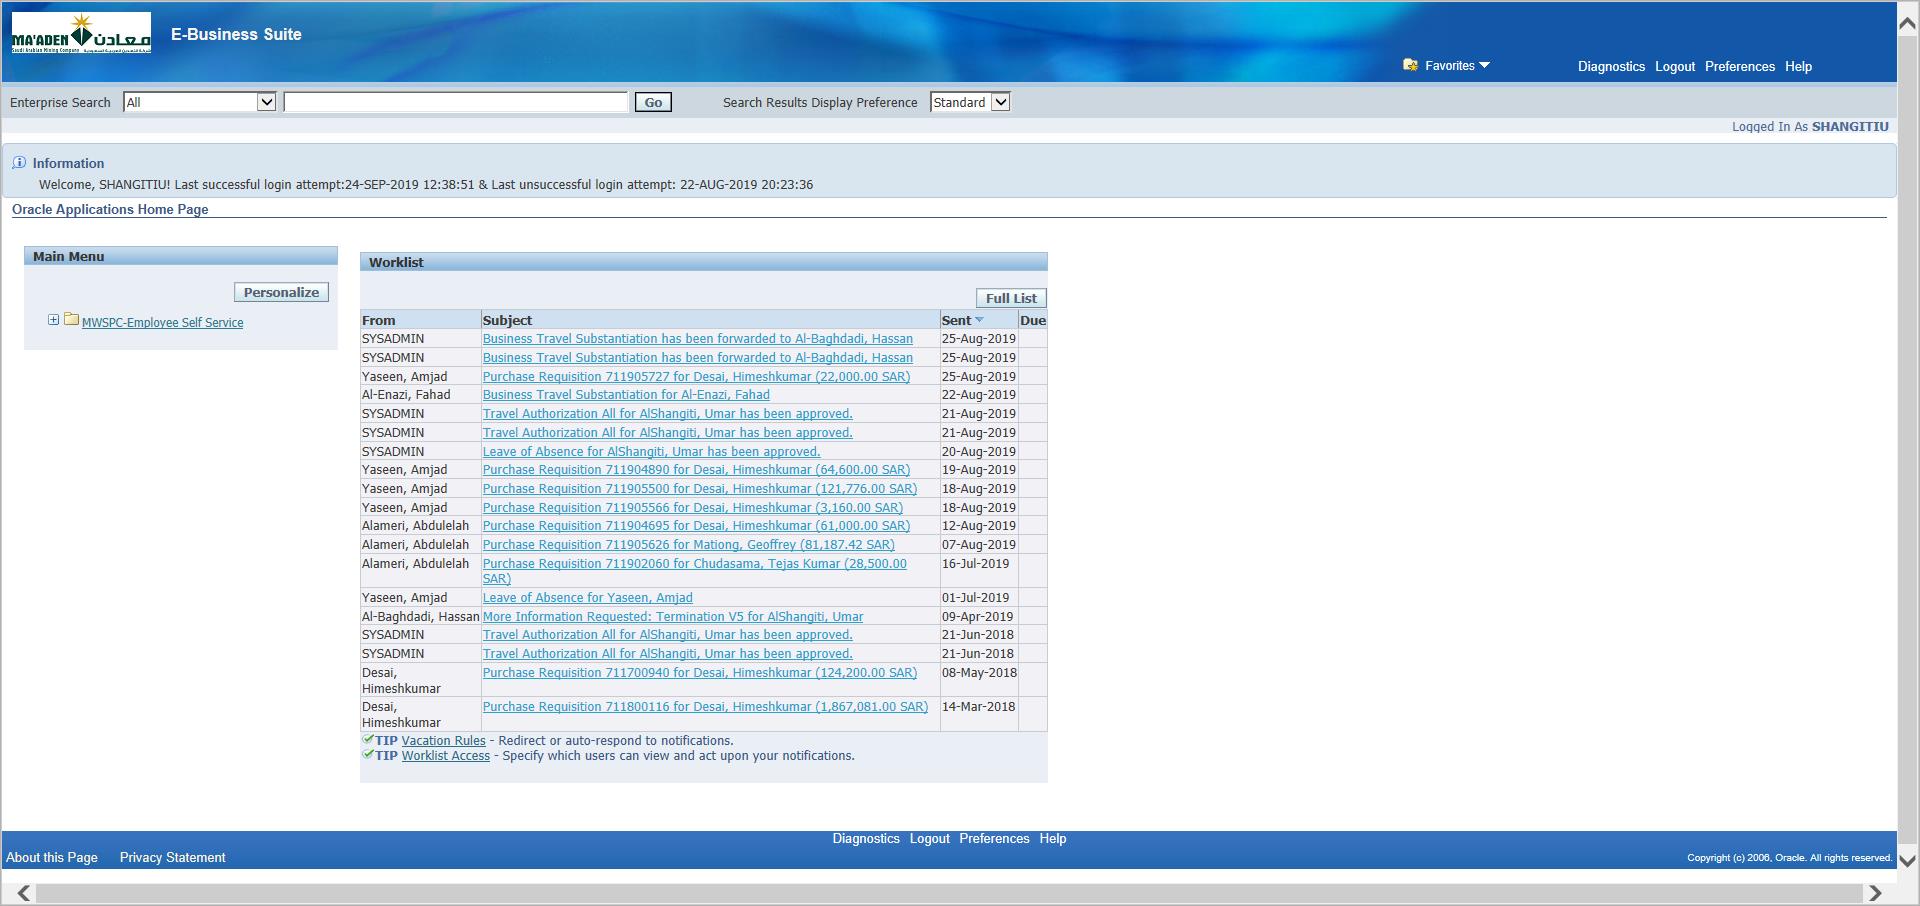 MA'ADEN معادن
Saudi Arabian Mining Company
E-Business Suite
Favorites
Diagnostics Logout Preferences Help
Enterprise Search All Go Search Results Display Preference Standard
Logged In As SHANGITIU
Information
Welcome, SHANGITIU! Last successful login attempt:24-SEP-2019 12:38:51 & Last unsuccessful login attempt: 22-AUG-2019 20:23:36
Oracle Applications Home Page
Main Menu
Personalize
MWSPC-Employee Self Service
Worklist
Full List
From Subject Sent Due
SYSADMIN Business Travel Substantiation has been forwarded to Al-Baghdadi, Hassan 25-Aug-2019
SYSADMIN Business Travel Substantiation has been forwarded to Al-Baghdadi, Hassan 25-Aug-2019
Yaseen, Amjad Purchase Requisition 711905727 for Desai, Himeshkumar (22,000.00 SAR) 25-Aug-2019
Al-Enazi, Fahad Business Travel Substantiation for Al-Enazi, Fahad 22-Aug-2019
SYSADMIN Travel Authorization All for AlShangiti, Umar has been approved. 21-Aug-2019
SYSADMIN Travel Authorization All for AlShangiti, Umar has been approved. 21-Aug-2019
SYSADMIN Leave of Absence for AlShangiti, Umar has been approved. 20-Aug-2019
Yaseen, Amjad Purchase Requisition 711904890 for Desai, Himeshkumar (64,600.00 SAR) 19-Aug-2019
Yaseen, Amjad Purchase Requisition 711905500 for Desai, Himeshkumar (121,776.00 SAR) 18-Aug-2019
Yaseen, Amjad Purchase Requisition 711905566 for Desai, Himeshkumar (3,160.00 SAR) 18-Aug-2019
Alameri, Abdulelah Purchase Requisition 711904695 for Desai, Himeshkumar (61,000.00 SAR) 12-Aug-2019
Alameri, Abdulelah Purchase Requisition 711905626 for Mationg, Geoffrey (81,187.42 SAR) 07-Aug-2019
Alameri, Abdulelah Purchase Requisition 711902060 for Chudasama, Tejas Kumar (28,500.00 16-Jul-2019
SAR)
Yaseen, Amjad Leave of Absence for Yaseen, Amjad 01-Jul-2019
Al-Baghdadi, Hassan More Information Requested: Termination V5 for AlShangiti, Umar 09-Apr-2019
SYSADMIN Travel Authorization All for AlShangiti, Umar has been approved. 21-Jun-2018
SYSADMIN Travel Authorization All for AlShangiti, Umar has been approved. 21-Jun-2018
Desai, Purchase Requisition 711700940 for Desai, Himeshkumar (124,200.00 SAR) 08-May-2018
Himeshkumar
Desai, Purchase Requisition 711800116 for Desai, Himeshkumar (1,867,081.00 SAR) 14-Mar-2018
Himeshkumar
TIP Vacation Rules - Redirect or auto-respond to notifications.
TIP Worklist Access - Specify which users can view and act upon your notifications.
Diagnostics Logout Preferences Help
About this Page Privacy Statement
Copyright (c) 2006, Oracle. All rights reserved.